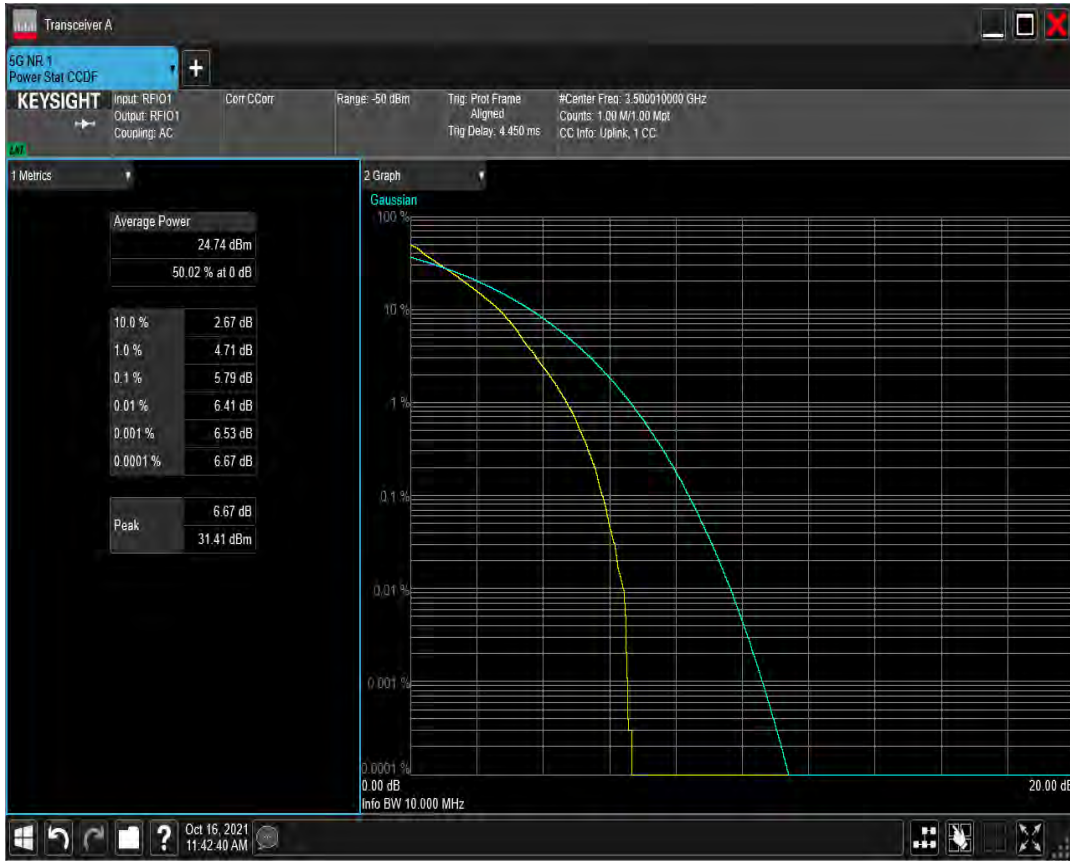 Transceiver A
5G NR 1
Power Stat CCDF
+
KEYSIGHT
Input: RFIO1
Output: RFIO1
Coupling: AC
Corr CCorr
Range: -50 dBm
Trig: Prot Frame
Aligned
Trig Delay: 4.450 ms
#Center Freq: 3.500010000 GHz
Counts: 1.00 M/1.00 Mpt
CC Info: Uplink, 1 CC
1 Metrics
Average Power
24.74 dBm
50.02 % at 0 dB
10.0 % 2.67 dB
1.0 % 4.71 dB
0.1 % 5.79 dB
0.01 % 6.41 dB
0.001 % 6.53 dB
0.0001 % 6.67 dB
Peak 6.67 dB
31.41 dBm
2 Graph
Gaussian
100 %
10 %
1 %
0.1 %
0.01 %
0.001 %
0.0001 %
0.00 dB
20.00 dB
Info BW 10.000 MHz
?
Oct 16, 2021
11:42:40 AM